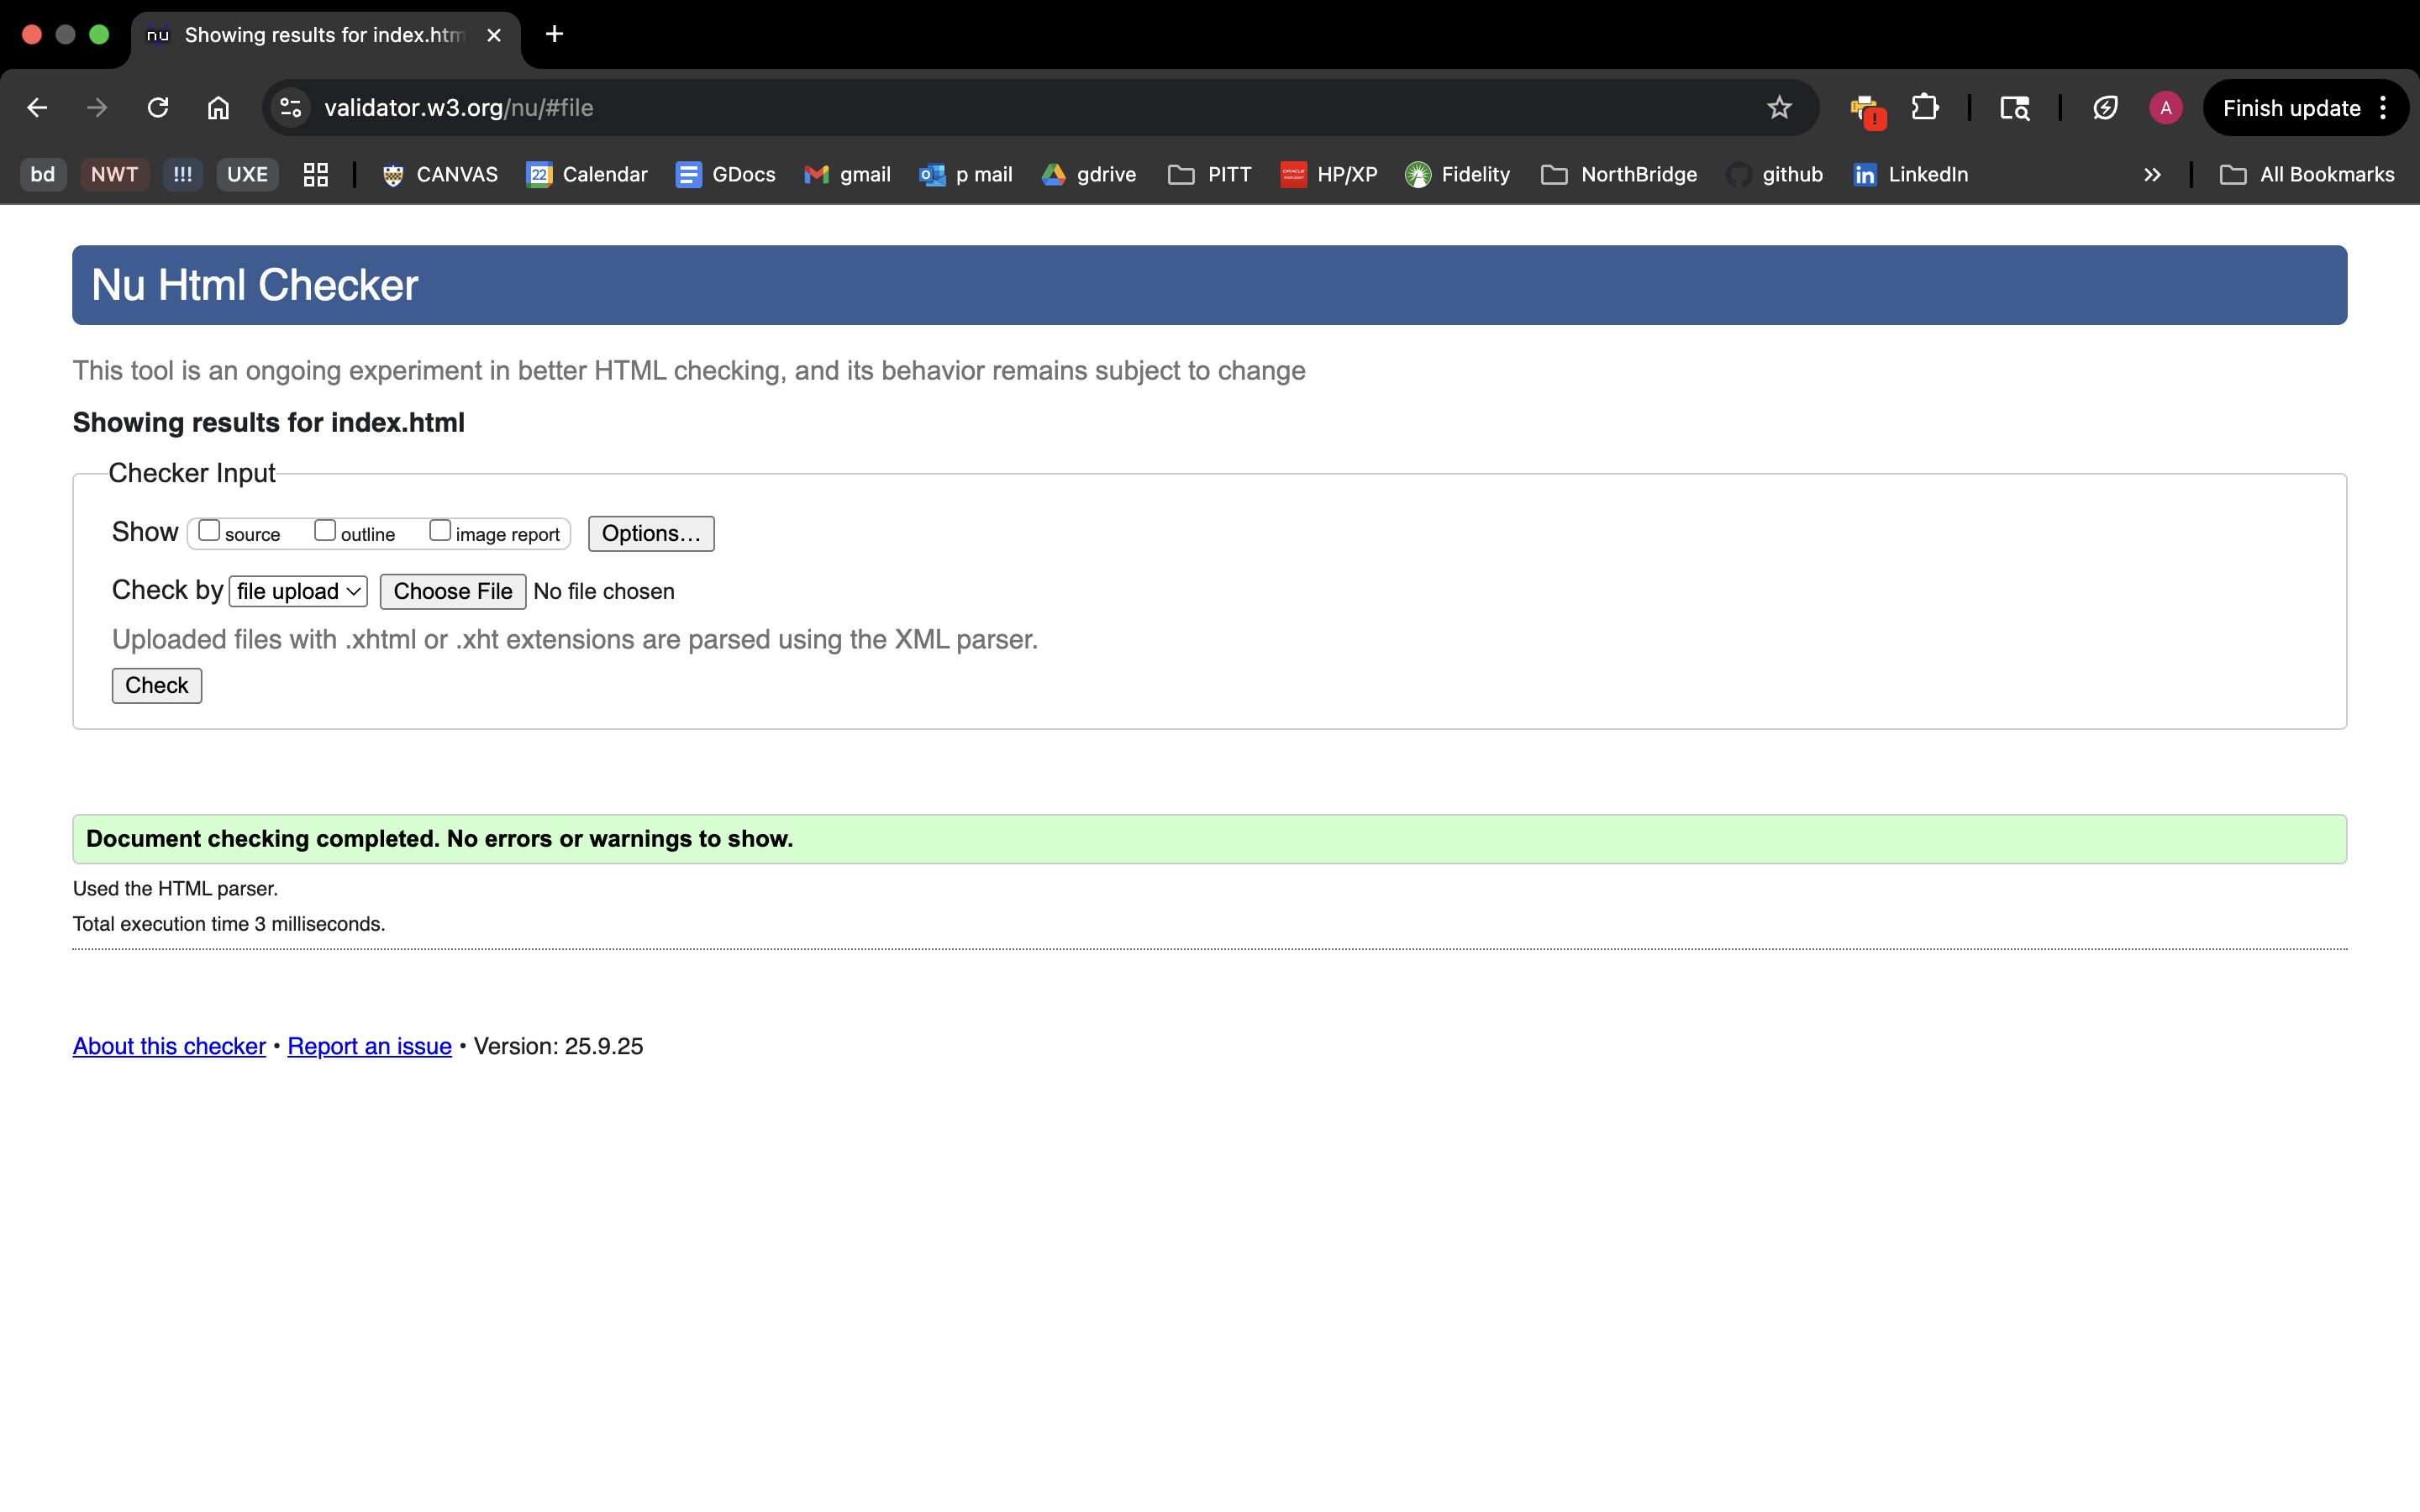 nu Showing results for index.htm
validator.w3.org/nu/#file
! A Finish update
bd NWT !!! UXE CANVAS 22 Calendar GDocs gmail p mail gdrive PITT HP/XP Fidelity NorthBridge github in LinkedIn All Bookmarks
Nu Html Checker
This tool is an ongoing experiment in better HTML checking, and its behavior remains subject to change
Showing results for index.html
Checker Input
Show source outline image report Options…
Check by file upload Choose File No file chosen
Uploaded files with .xhtml or .xht extensions are parsed using the XML parser.
Check
Document checking completed. No errors or warnings to show.
Used the HTML parser.
Total execution time 3 milliseconds.
About this checker • Report an issue • Version: 25.9.25